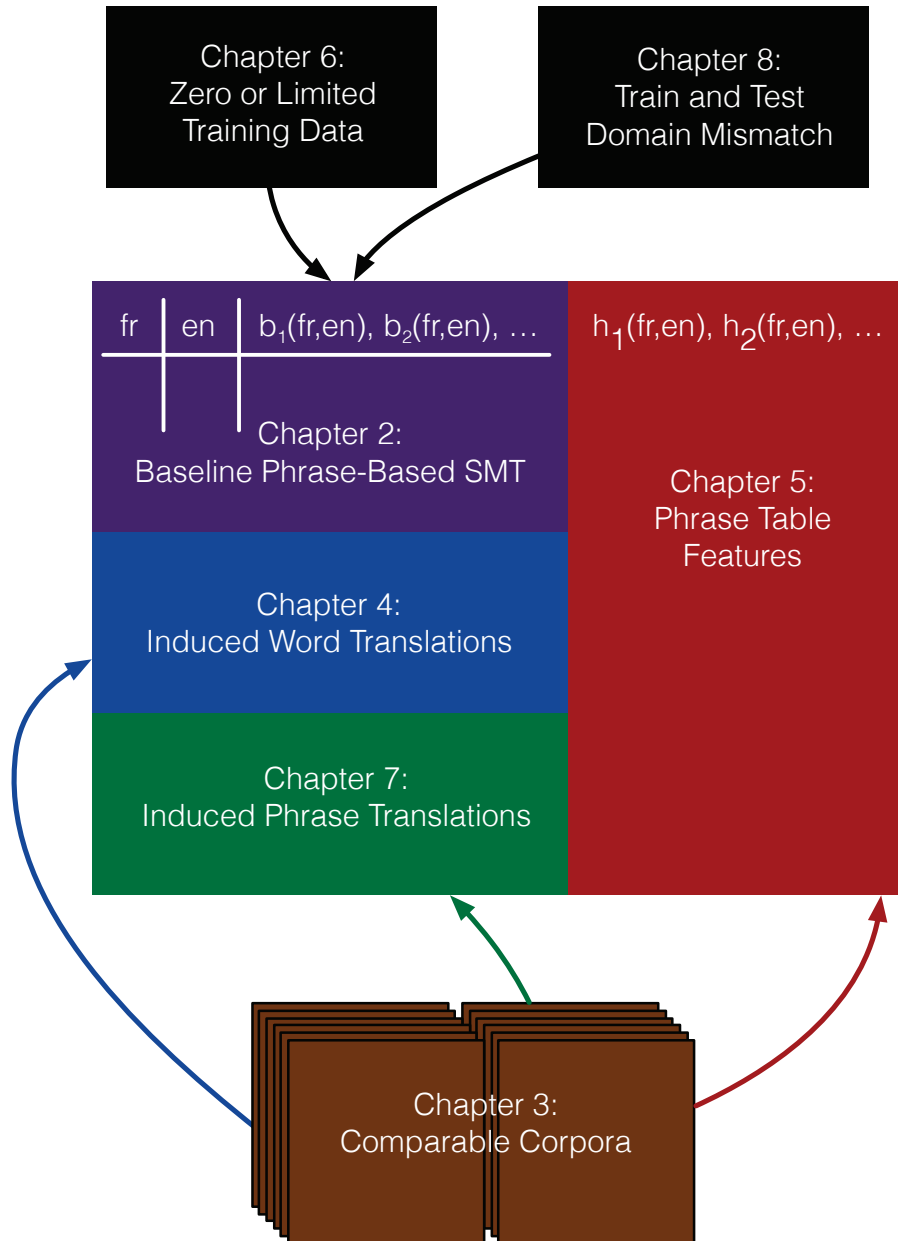 Chapter 6:
Zero or Limited
Training Data
Chapter 8:
Train and Test
Domain Mismatch
fr
en
b₁(fr,en), b₂(fr,en), …
h₁(fr,en), h₂(fr,en), …
Chapter 2:
Baseline Phrase-Based SMT
Chapter 5:
Phrase Table
Features
Chapter 4:
Induced Word Translations
Chapter 7:
Induced Phrase Translations
Chapter 3:
Comparable Corpora